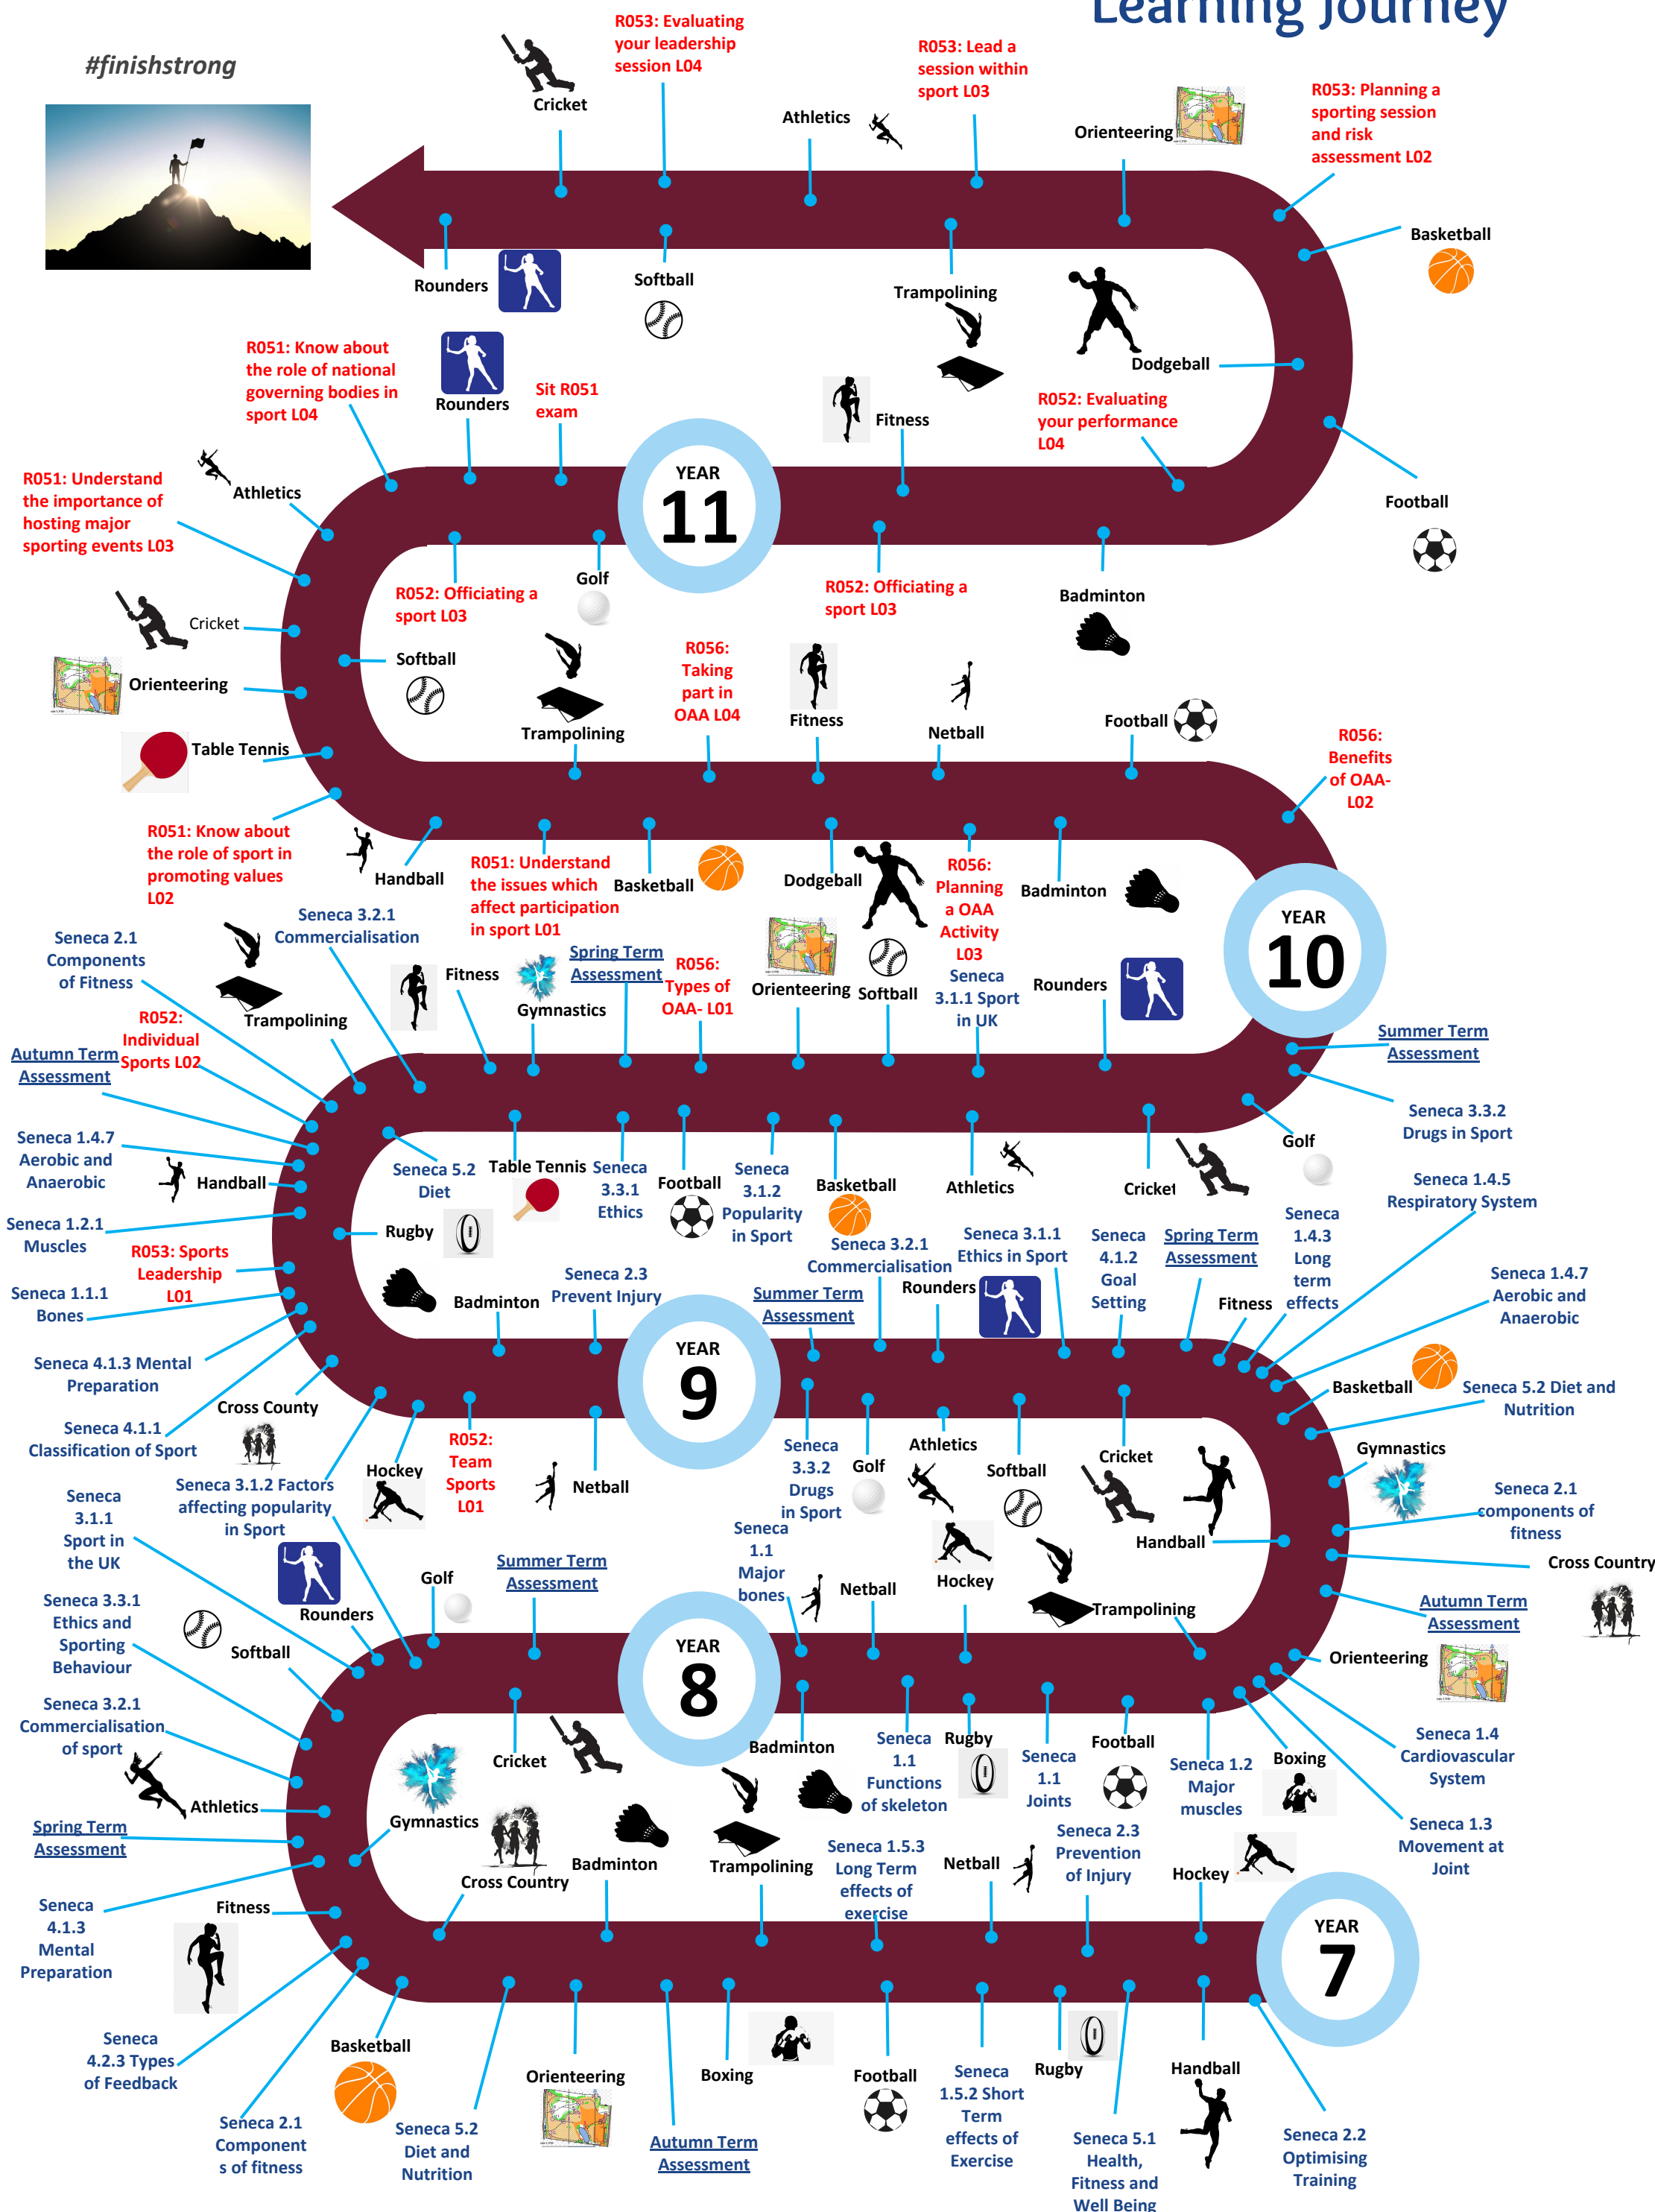 Learning Journey
#finishstrong
R053: Evaluating
your leadership
session L04
Cricket
R053: Lead a
session within
sport L03
Athletics
Orienteering
R053: Planning a
sporting session
and risk
assessment L02
Basketball
Rounders
Softball
Trampolining
Dodgeball
R051: Know about
the role of national
governing bodies in
sport L04
Rounders
Sit R051
exam
Fitness
R052: Evaluating
your performance
L04
Football
YEAR
11
R051: Understand
the importance of
hosting major
sporting events L03
Athletics
R052: Officiating a
sport L03
Golf
R052: Officiating a
sport L03
Badminton
Cricket
Orienteering
Softball
Table Tennis
Trampolining
R056:
Taking
part in
OAA L04
Fitness
Netball
Football
R056:
Benefits
of OAA-
L02
R051: Know about
the role of sport in
promoting values
L02
Handball
R051: Understand
the issues which
affect participation
in sport L01
Basketball
Dodgeball
R056:
Planning
a OAA
Activity
L03
Badminton
YEAR
10
Seneca 3.2.1
Commercialisation
Seneca 2.1
Components
of Fitness
Trampolining
Fitness
Gymnastics
Spring Term
Assessment
R056:
Types of
OAA- L01
Orienteering
Softball
Seneca
3.1.1 Sport
in UK
Rounders
R052:
Individual
Sports L02
Autumn Term
Assessment
Summer Term
Assessment
Seneca 3.3.2
Drugs in Sport
Golf
Seneca 1.4.7
Aerobic and
Anaerobic
Handball
Seneca 5.2
Diet
Table Tennis
Seneca
3.3.1
Ethics
Football
Seneca
3.1.2
Popularity
in Sport
Basketball
Athletics
Cricket
Seneca 1.2.1
Muscles
Rugby
R053: Sports
Leadership
L01
Seneca 1.1.1
Bones
Badminton
Seneca 2.3
Prevent Injury
Summer Term
Assessment
Seneca 3.2.1
Commercialisation
Rounders
Seneca 3.1.1
Ethics in Sport
Seneca
4.1.2
Goal
Setting
Spring Term
Assessment
Fitness
Seneca
1.4.3
Long
term
effects
Seneca 1.4.5
Respiratory System
Seneca 1.4.7
Aerobic and
Anaerobic
Seneca 4.1.3 Mental
Preparation
YEAR
9
Basketball
Seneca 5.2 Diet and
Nutrition
Seneca 4.1.1
Classification of Sport
Cross County
Hockey
R052:
Team
Sports
L01
Netball
Seneca
3.3.2
Drugs
in Sport
Golf
Athletics
Softball
Cricket
Handball
Gymnastics
Seneca 2.1
components of
fitness
Cross Country
Seneca 3.1.2 Factors
affecting popularity
in Sport
Seneca
3.1.1
Sport in
the UK
Rounders
Golf
Summer Term
Assessment
Seneca
1.1
Major
bones
Netball
Hockey
Trampolining
Autumn Term
Assessment
Orienteering
Seneca 3.3.1
Ethics and
Sporting
Behaviour
Softball
YEAR
8
Seneca 3.2.1
Commercialisation
of sport
Cricket
Badminton
Seneca
1.1
Functions
of skeleton
Rugby
Seneca
1.1
Joints
Football
Seneca 1.2
Major
muscles
Boxing
Seneca 1.4
Cardiovascular
System
Seneca 1.3
Movement at
Joint
Athletics
Spring Term
Assessment
Gymnastics
Cross Country
Badminton
Trampolining
Seneca 1.5.3
Long Term
effects of
exercise
Netball
Seneca 2.3
Prevention
of Injury
Hockey
Seneca
4.1.3
Mental
Preparation
Fitness
YEAR
7
Seneca
4.2.3 Types
of Feedback
Seneca 2.1
Component
s of fitness
Basketball
Seneca 5.2
Diet and
Nutrition
Orienteering
Autumn Term
Assessment
Boxing
Football
Seneca
1.5.2 Short
Term
effects of
Exercise
Rugby
Seneca 5.1
Health,
Fitness and
Well Being
Handball
Seneca 2.2
Optimising
Training